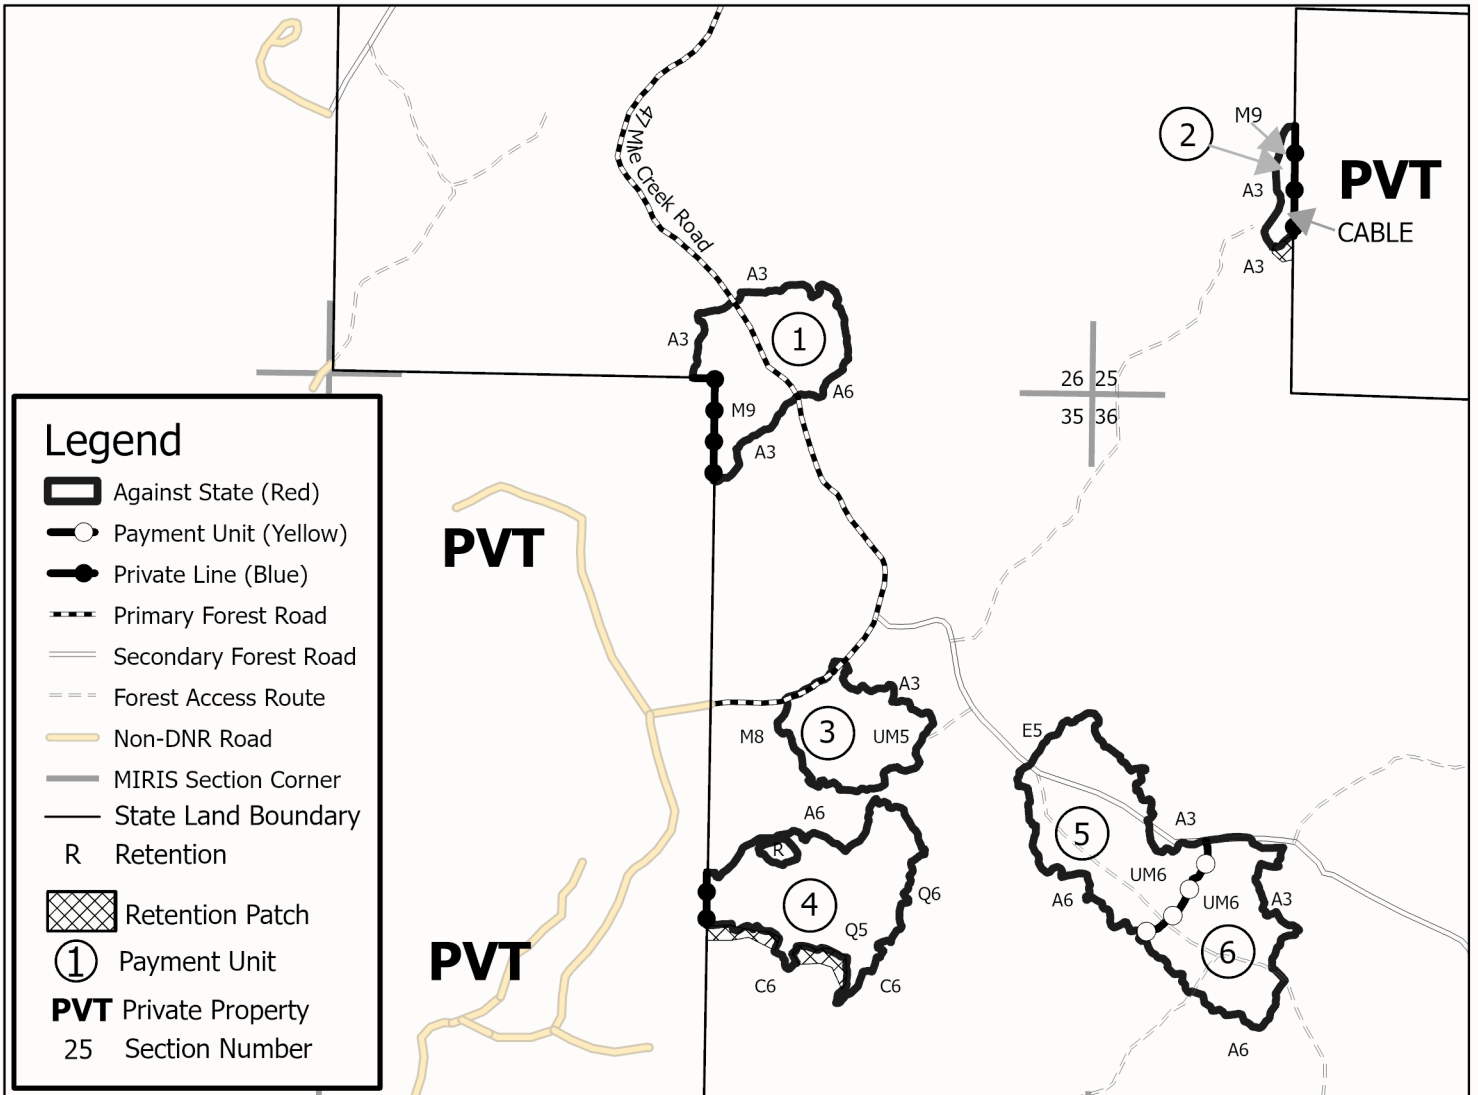 47 Mile Creek Road
M9
2
PVT
A3
CABLE
A3
A3
A3
1
26 25
35 36
A6
M9
A3
Legend
Against State (Red)
Payment Unit (Yellow)
Private Line (Blue)
Primary Forest Road
Secondary Forest Road
Forest Access Route
Non-DNR Road
MIRIS Section Corner
State Land Boundary
R Retention
Retention Patch
1 Payment Unit
PVT Private Property
25 Section Number
PVT
A3
M8
3
UM5
E5
A6
R
A3
5
UM6
UM6
A6
A3
4
Q6
Q5
PVT
6
C6
C6
A6